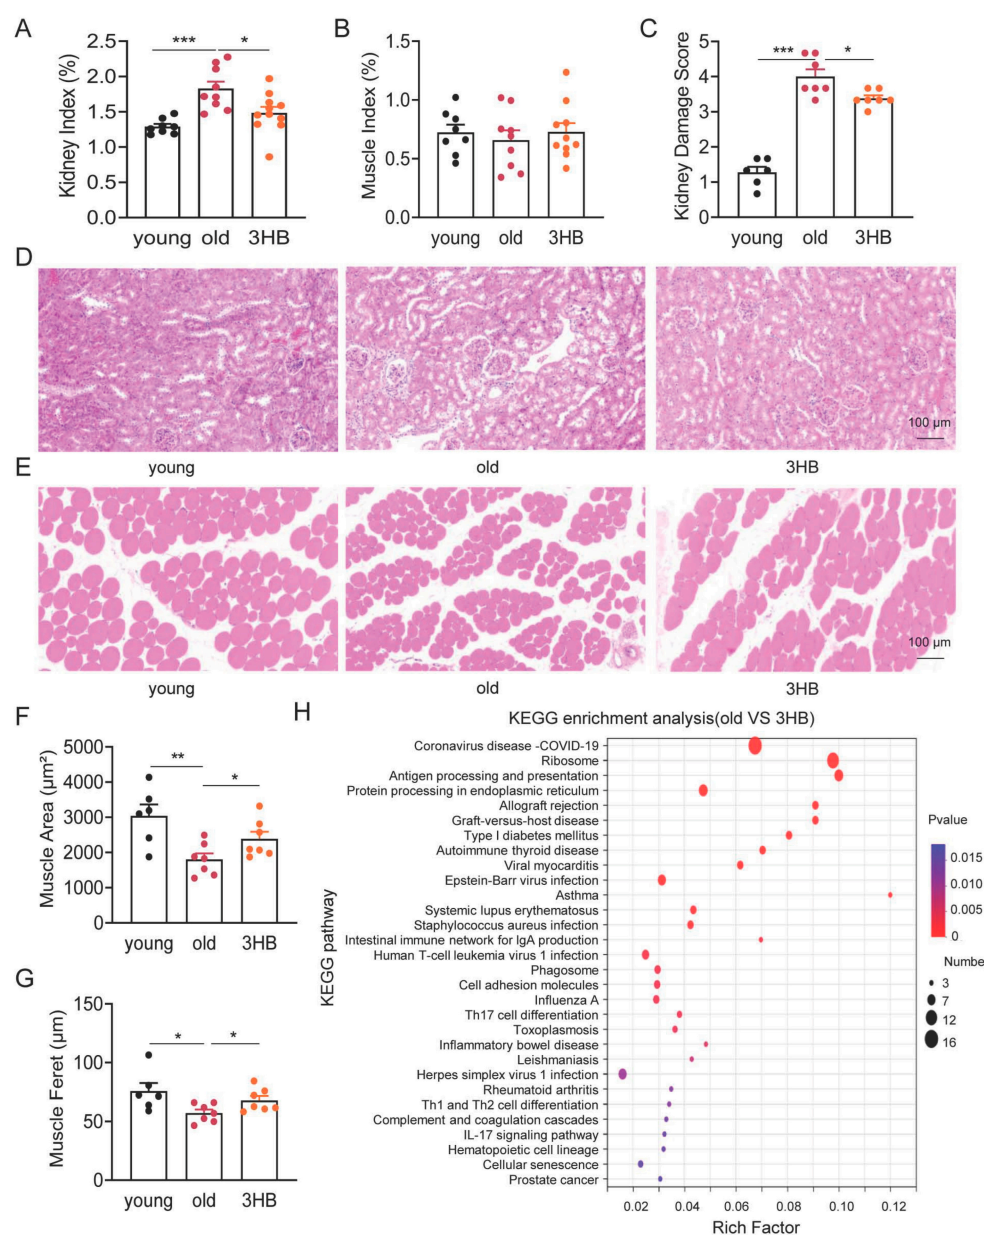 A
Kidney Index (%)
2.5
2.0
1.5
1.0
0.5
0.0
***
*
young
old
3HB
B
Muscle Index (%)
1.5
1.0
0.5
0.0
young
old
3HB
C
Kidney Damage Score
5
4
3
2
1
0
***
*
young
old
3HB
D
100 µm
young
old
3HB
E
100 µm
young
old
3HB
F
Muscle Area (µm²)
5000
4000
3000
2000
1000
0
**
*
young
old
3HB
G
Muscle Feret (µm)
150
100
50
0
*
*
young
old
3HB
H
KEGG enrichment analysis(old VS 3HB)
KEGG pathway
Coronavirus disease -COVID-19
Ribosome
Antigen processing and presentation
Protein processing in endoplasmic reticulum
Allograft rejection
Graft-versus-host disease
Type I diabetes mellitus
Autoimmune thyroid disease
Viral myocarditis
Epstein-Barr virus infection
Asthma
Systemic lupus erythematosus
Staphylococcus aureus infection
Intestinal immune network for IgA production
Human T-cell leukemia virus 1 infection
Phagosome
Cell adhesion molecules
Influenza A
Th17 cell differentiation
Toxoplasmosis
Inflammatory bowel disease
Leishmaniasis
Herpes simplex virus 1 infection
Rheumatoid arthritis
Th1 and Th2 cell differentiation
Complement and coagulation cascades
IL-17 signaling pathway
Hematopoietic cell lineage
Cellular senescence
Prostate cancer
0.02
0.04
0.06
0.08
0.10
0.12
Rich Factor
Pvalue
0.015
0.010
0.005
0
Number
3
7
12
16